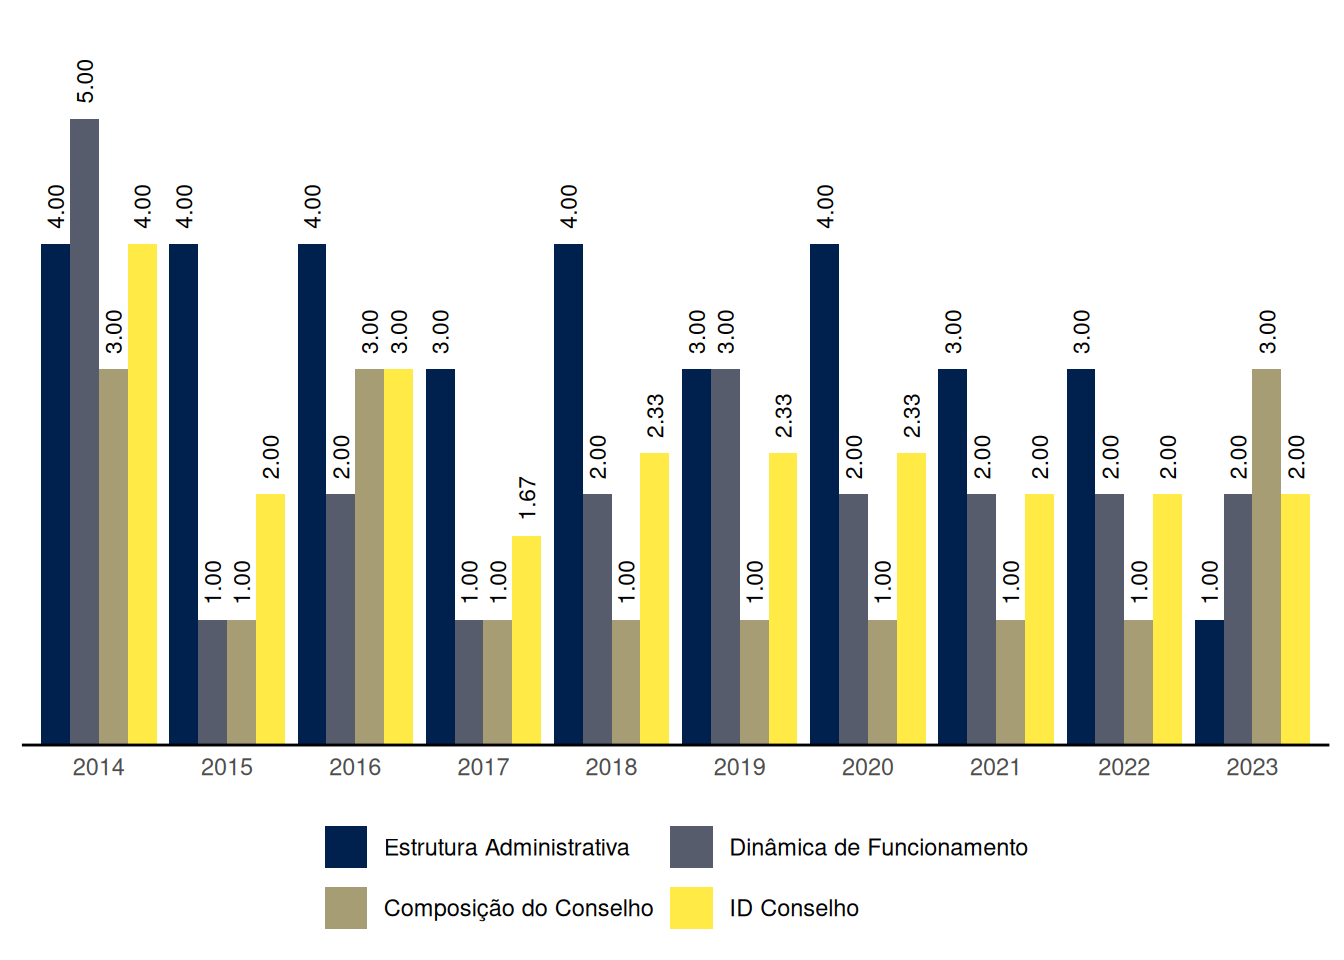 5.00
4.00 4.00 4.00 4.00 4.00 4.00
3.00 3.00 3.00 3.00 3.00 3.00 3.00 3.00 3.00
2.33 2.33 2.33
2.00 2.00 2.00 2.00 2.00 2.00 2.00 2.00 2.00 2.00
1.67
1.00 1.00 1.00 1.00 1.00 1.00 1.00 1.00 1.00 1.00
2014 2015 2016 2017 2018 2019 2020 2021 2022 2023
Estrutura Administrativa Dinâmica de Funcionamento
Composição do Conselho ID Conselho